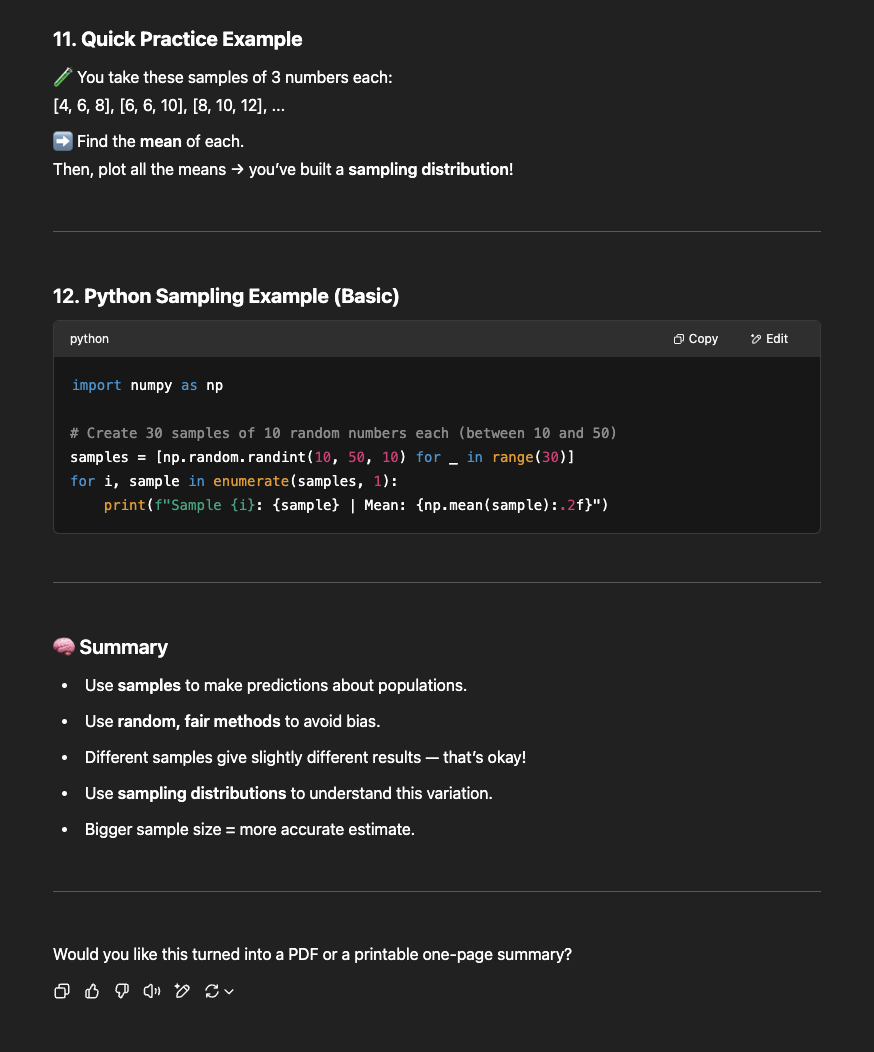 11. Quick Practice Example
🧪 You take these samples of 3 numbers each:
[4, 6, 8], [6, 6, 10], [8, 10, 12], ...
➡️ Find the mean of each.
Then, plot all the means → you’ve built a sampling distribution!
12. Python Sampling Example (Basic)
python Copy Edit
import numpy as np
# Create 30 samples of 10 random numbers each (between 10 and 50)
samples = [np.random.randint(10, 50, 10) for _ in range(30)]
for i, sample in enumerate(samples, 1):
    print(f"Sample {i}: {sample} | Mean: {np.mean(sample):.2f}")
🧠 Summary
• Use samples to make predictions about populations.
• Use random, fair methods to avoid bias.
• Different samples give slightly different results — that’s okay!
• Use sampling distributions to understand this variation.
• Bigger sample size = more accurate estimate.
Would you like this turned into a PDF or a printable one-page summary?